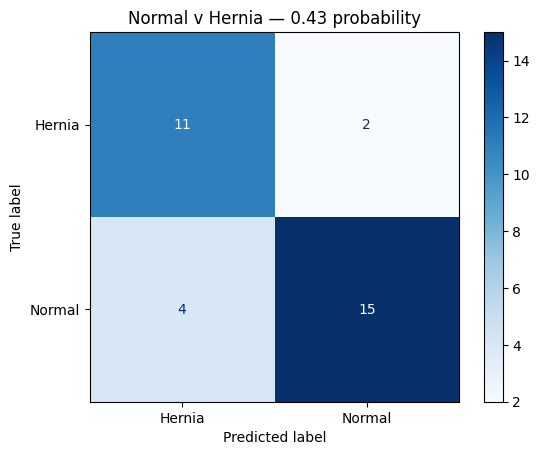 Normal v Hernia — 0.43 probability
True label
Hernia
11
2
Normal
4
15
Hernia
Normal
Predicted label
14
12
10
8
6
4
2